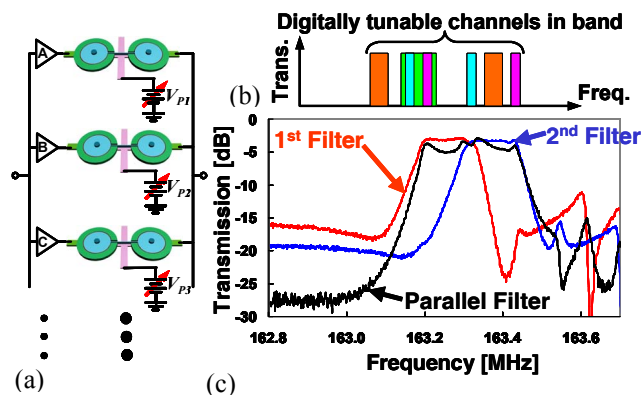 (a)
A
V_P1
B
V_P2
C
V_P3
Digitally tunable channels in band
Trans.
(b)
Freq.
Transmission [dB]
0
-5
-10
-15
-20
-25
-30
1st Filter
2nd Filter
Parallel Filter
162.8
163.0
163.2
163.4
163.6
(c)
Frequency [MHz]